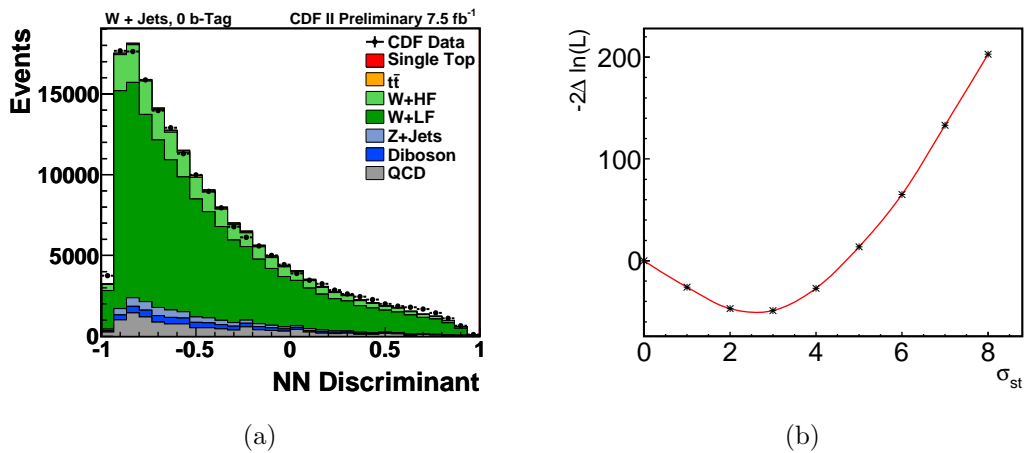 W + Jets, 0 b-Tag CDF II Preliminary 7.5 fb⁻¹
Events
15000
10000
5000
0
CDF Data
Single Top
tt̄
W+HF
W+LF
Z+Jets
Diboson
QCD
-1 -0.5 0 0.5 1
NN Discriminant
(a)
-2Δ ln(L)
200
100
0
0 2 4 6 8
σst
(b)